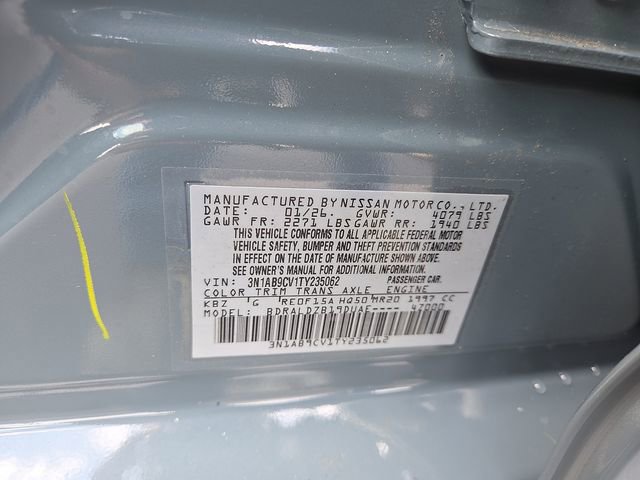 MANUFACTURED BY NISSAN MOTOR CO., LTD.
DATE: 01/26. GVWR: 4079 LBS
GAWR FR: 2271 LBS GAWR RR: 1940 LBS
THIS VEHICLE CONFORMS TO ALL APPLICABLE FEDERAL MOTOR
VEHICLE SAFETY, BUMPER AND THEFT PREVENTION STANDARDS
IN EFFECT ON THE DATE OF MANUFACTURE SHOWN ABOVE.
SEE OWNER'S MANUAL FOR ADDITIONAL INFORMATION.
VIN: 3N1AB9CV1TY235062 PASSENGER CAR.
COLOR TRIM TRANS AXLE ENGINE
KBZ G RE0F15A HQ50 MR20 1997 CC
MODEL: BDRALDZB19DUAF---- 47000
3N1AB9CV1TY235062